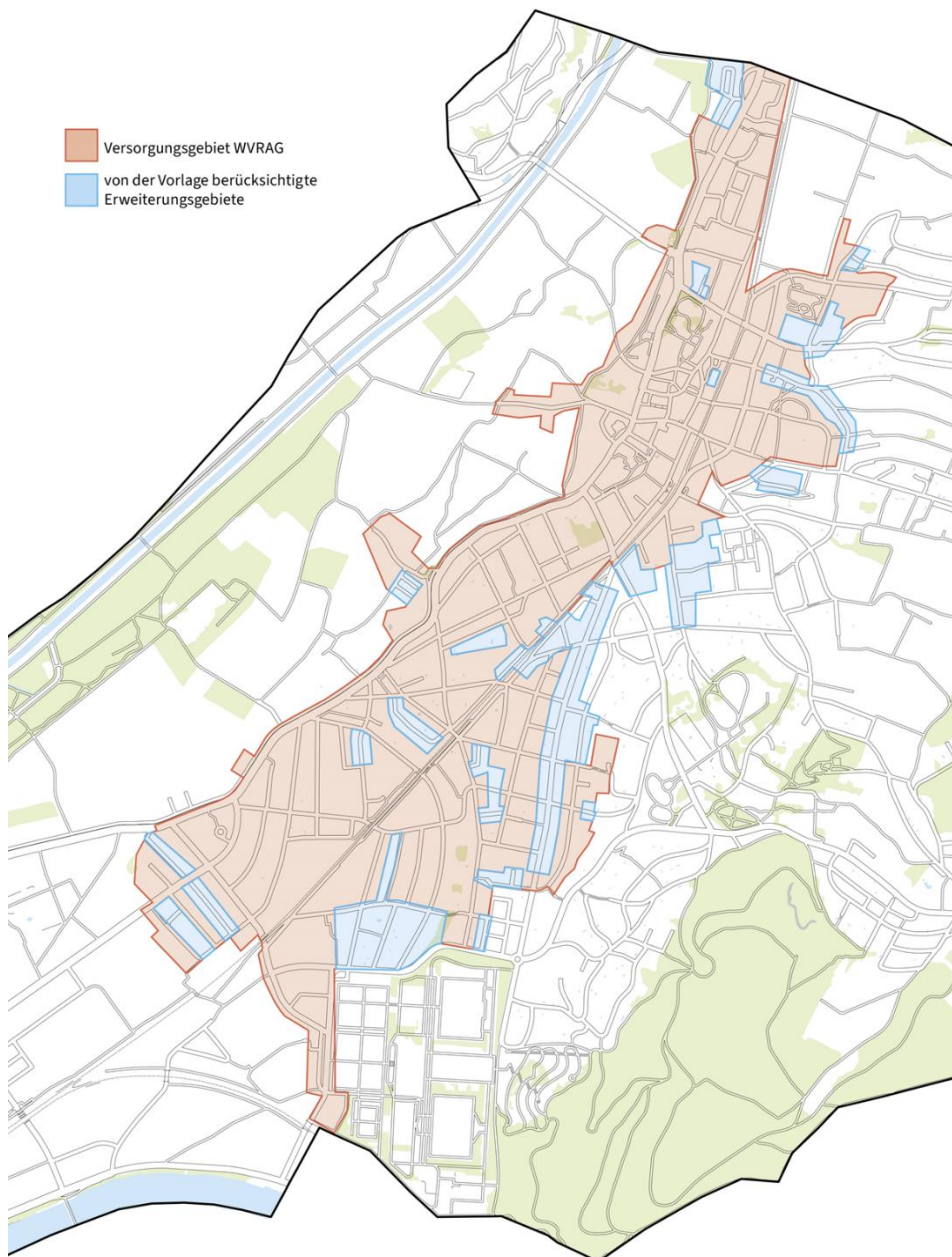 Versorgungsgebiet WVRAG
von der Vorlage berücksichtigte
Erweiterungsgebiete